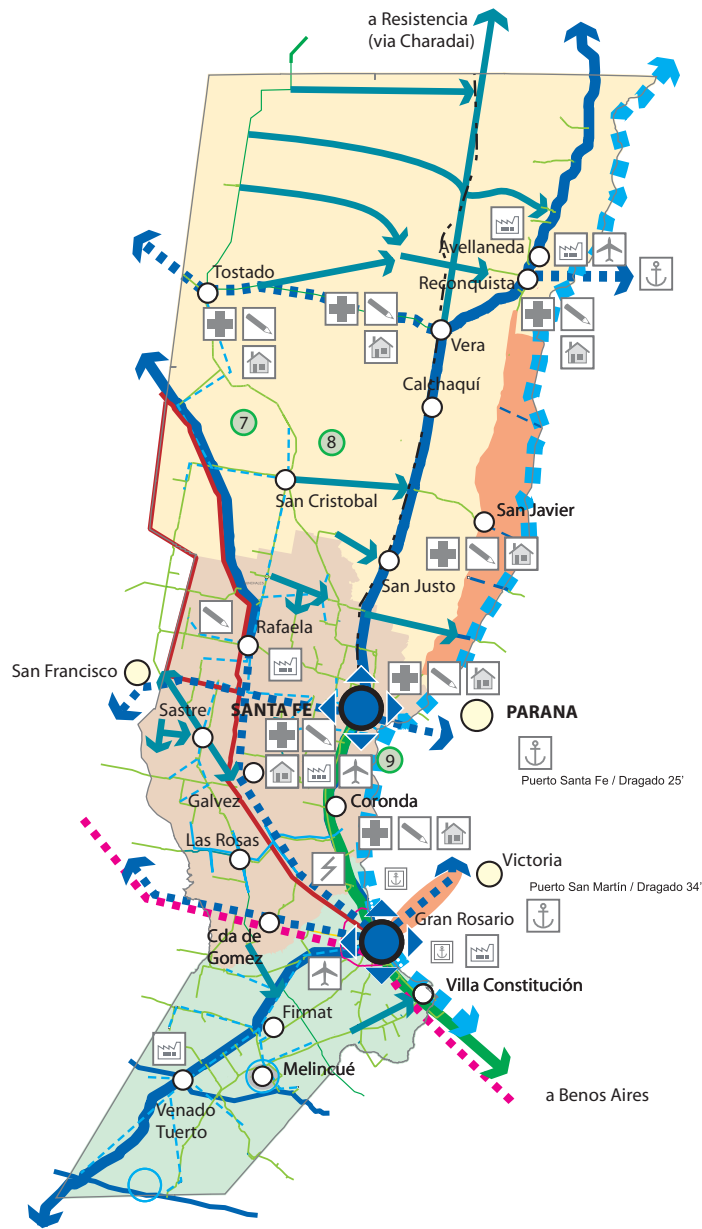 a Resistencia
(via Charadai)
Avellaneda
Tostado
Reconquista
Vera
Calchaquí
7
8
San Cristobal
San Javier
San Justo
Rafaela
San Francisco
Sastre
SANTA FE
PARANA
9
Puerto Santa Fe / Dragado 25'
Galvez
Coronda
Las Rosas
Victoria
Puerto San Martín / Dragado 34'
Gran Rosario
Cda de
Gomez
Villa Constitución
Firmat
Melincué
a Benos Aires
Venado
Tuerto